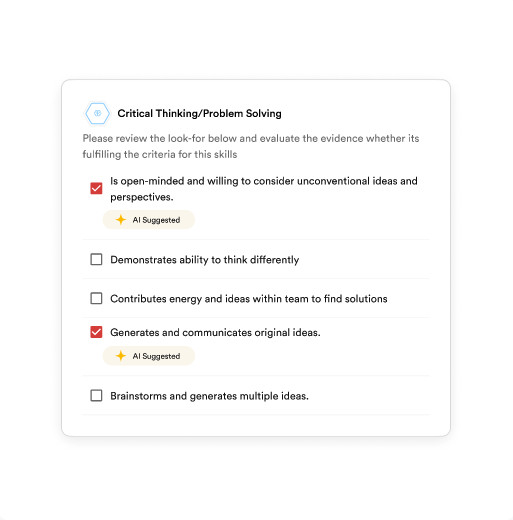 Critical Thinking/Problem Solving
Please review the look-for below and evaluate the evidence whether its
fulfilling the criteria for this skills
Is open-minded and willing to consider unconventional ideas and
perspectives.
AI Suggested
Demonstrates ability to think differently
Contributes energy and ideas within team to find solutions
Generates and communicates original ideas.
AI Suggested
Brainstorms and generates multiple ideas.